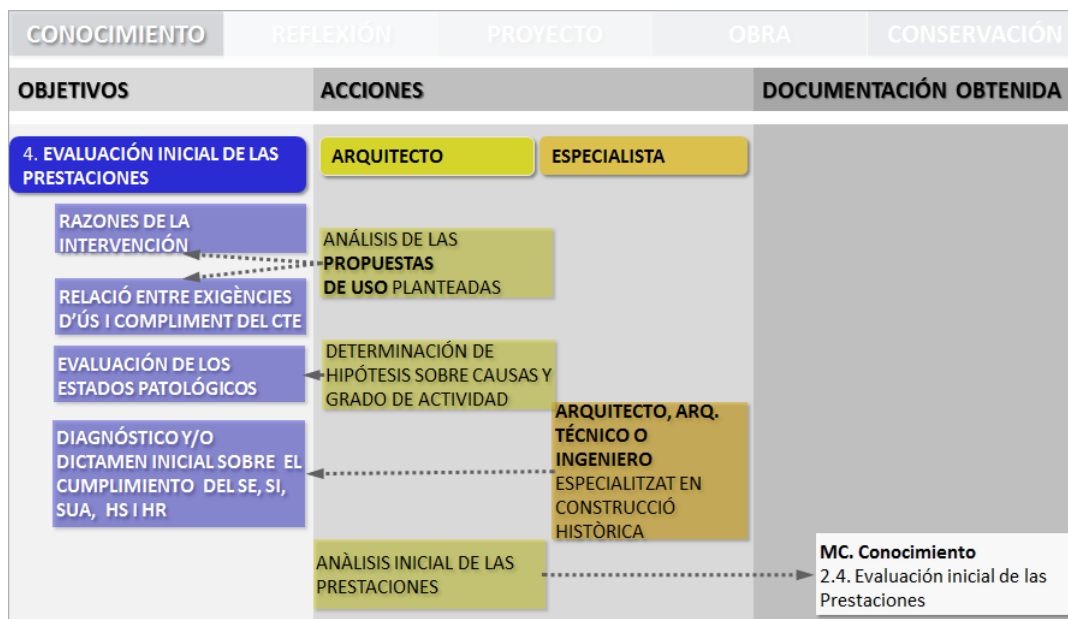 CONOCIMIENTO REFLEXIÓN PROYECTO OBRA CONSERVACIÓN
OBJETIVOS ACCIONES DOCUMENTACIÓN OBTENIDA
4. EVALUACIÓN INICIAL DE LAS
PRESTACIONES
ARQUITECTO
ESPECIALISTA
RAZONES DE LA
INTERVENCIÓN
ANÁLISIS DE LAS
PROPUESTAS
DE USO PLANTEADAS
RELACIÓ ENTRE EXIGÈNCIES
D'ÚS I COMPLIMENT DEL CTE
EVALUACIÓN DE LOS
ESTADOS PATOLÓGICOS
DETERMINACIÓN DE
HIPÓTESIS SOBRE CAUSAS Y
GRADO DE ACTIVIDAD
DIAGNÓSTICO Y/O
DICTAMEN INICIAL SOBRE EL
CUMPLIMIENTO DEL SE, SI,
SUA, HS I HR
ARQUITECTO, ARQ.
TÉCNICO O
INGENIERO
ESPECIALITZAT EN
CONSTRUCCIÓ
HISTÒRICA
ANÀLISIS INICIAL DE LAS
PRESTACIONES
MC. Conocimiento
2.4. Evaluación inicial de las
Prestaciones